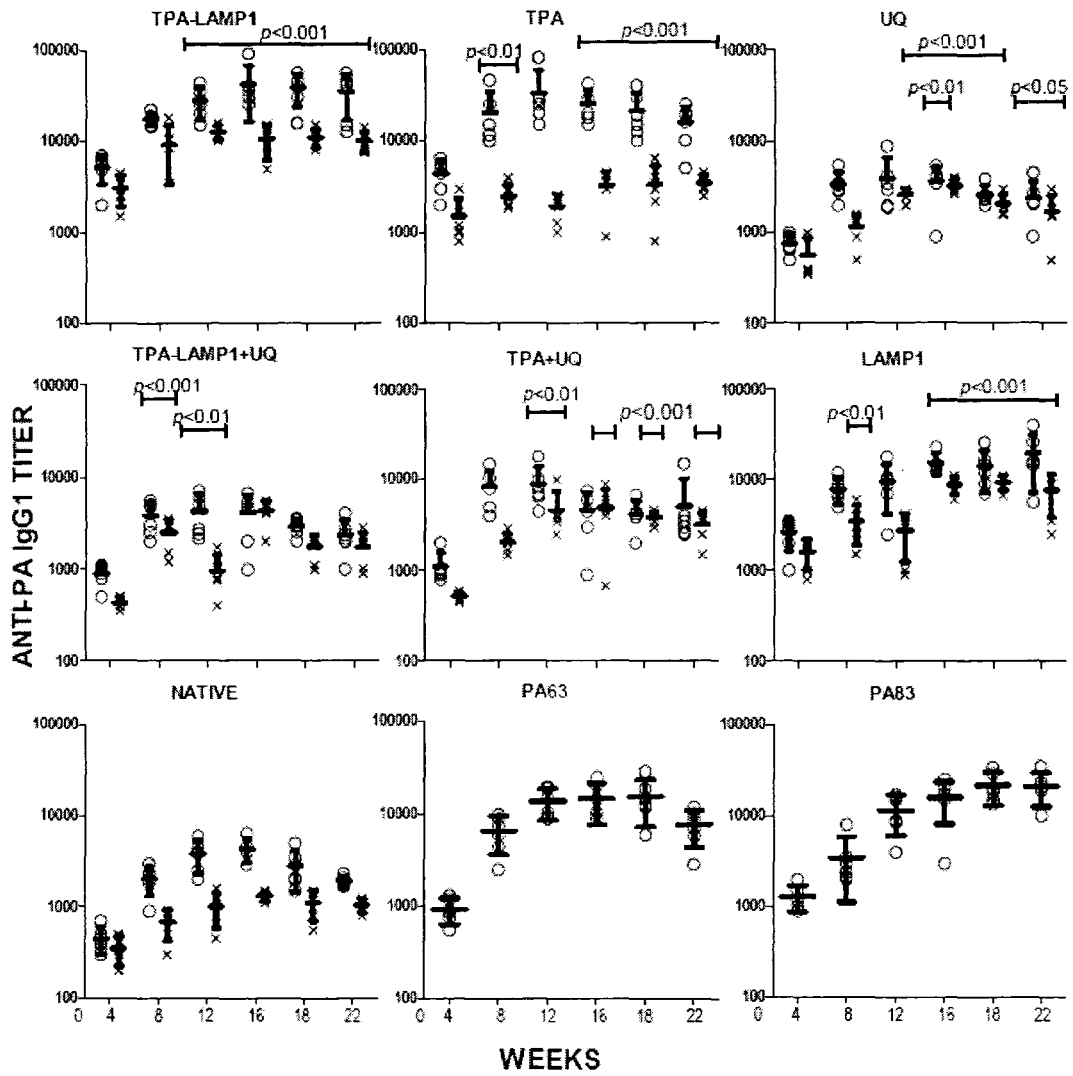 TPA-LAMP1
p<0.001
100000
10000
1000
100
TPA
p<0.01
p<0.001
100000
10000
1000
100
UQ
p<0.001
p<0.01
p<0.05
100000
10000
1000
100
TPA-LAMP1+UQ
p<0.001
p<0.01
100000
10000
1000
100
TPA+UQ
p<0.01
p<0.001
100000
10000
1000
100
LAMP1
p<0.01
p<0.001
100000
10000
1000
100
ANTI-PA IgG1 TITER
NATIVE
100000
10000
1000
100
0 4 8 12 16 18 22
PA63
100000
10000
1000
100
0 4 8 12 16 18 22
PA83
100000
10000
1000
100
0 4 8 12 16 18 22
WEEKS